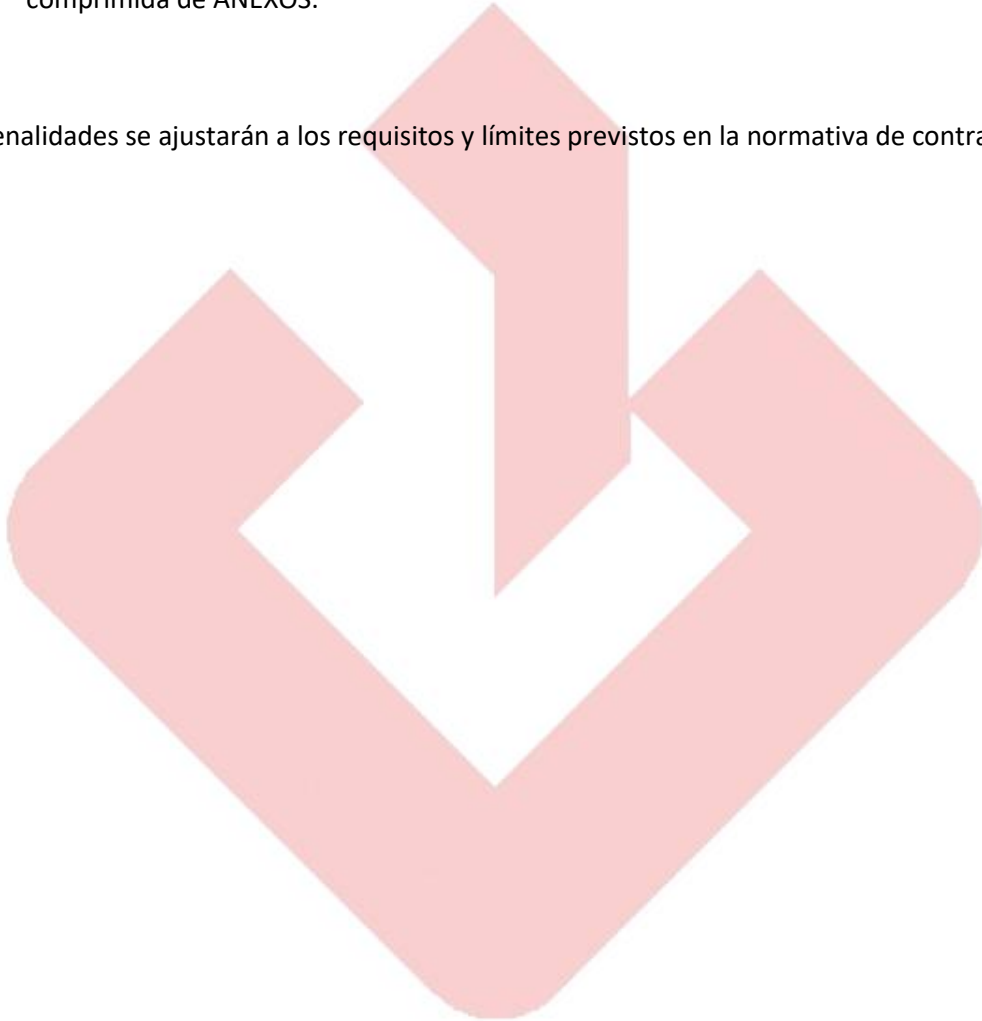 comprimida de ANEXOS.
enalidades se ajustarán a los requisitos y límites previstos en la normativa de contra